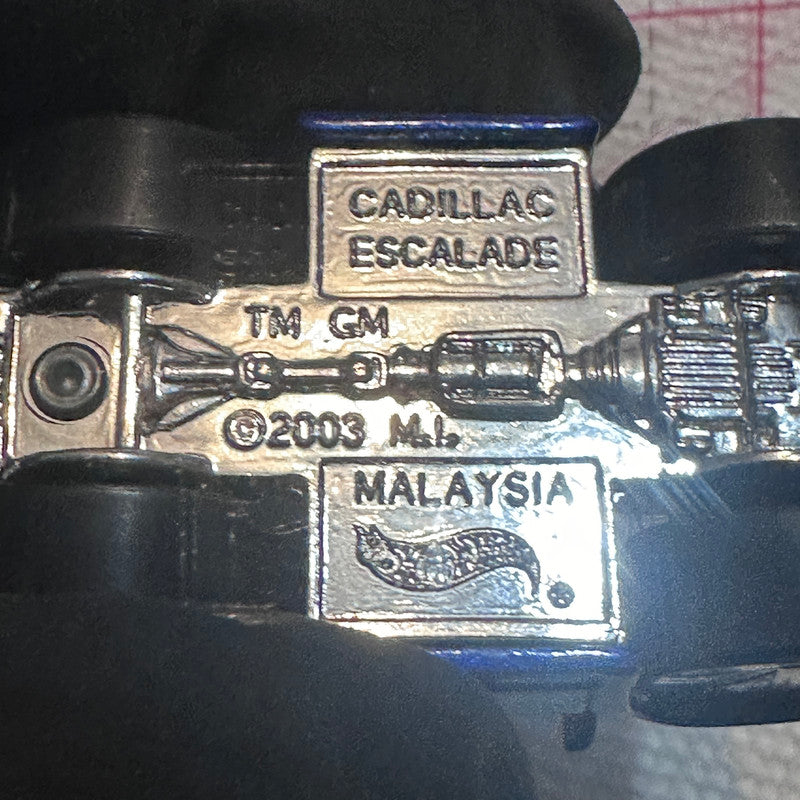 CADILLAC
ESCALADE
TM GM
©2003 M.I.
MALAYSIA
®